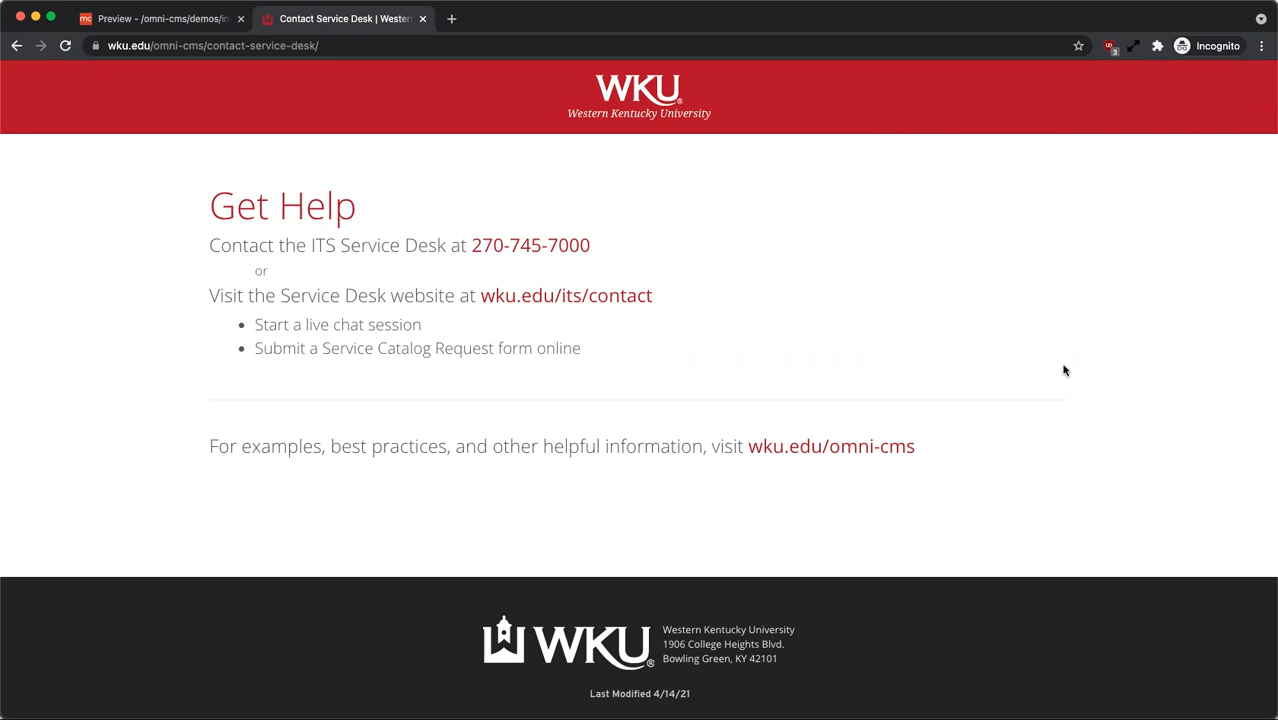 Preview - /omni-cms/demos/in
Contact Service Desk | Wester
wku.edu/omni-cms/contact-service-desk/
3
Incognito
WKU®
Western Kentucky University
Get Help
Contact the ITS Service Desk at 270-745-7000
or
Visit the Service Desk website at wku.edu/its/contact
• Start a live chat session
• Submit a Service Catalog Request form online
For examples, best practices, and other helpful information, visit wku.edu/omni-cms
WKU®
Western Kentucky University
1906 College Heights Blvd.
Bowling Green, KY 42101
Last Modified 4/14/21